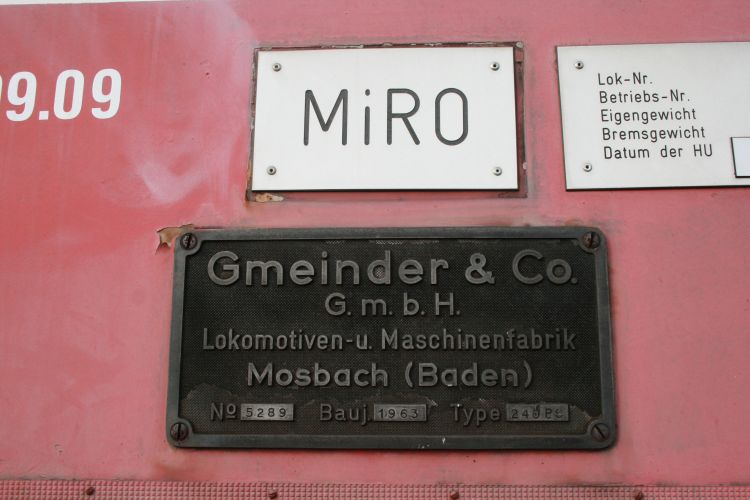 09.09
MiRO
Lok-Nr.
Betriebs-Nr.
Eigengewicht
Bremsgewicht
Datum der HU
Gmeinder & Co.
G. m. b. H.
Lokomotiven-u. Maschinenfabrik
Mosbach (Baden)
No 5289 Bauj. 1963 Type 240PS